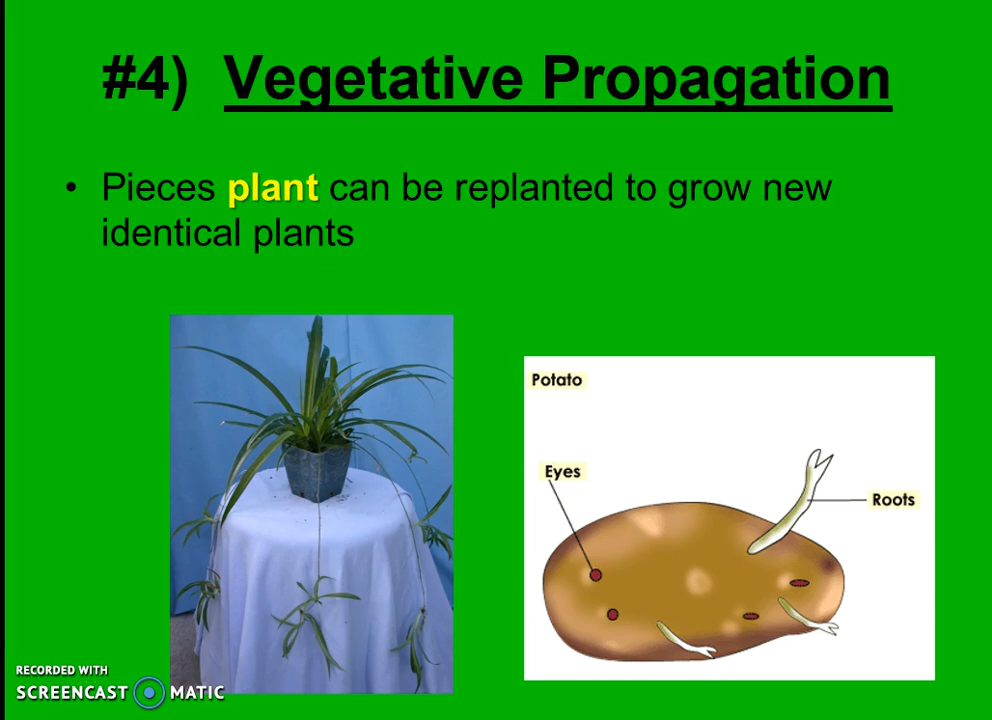 #4) Vegetative Propagation
• Pieces plant can be replanted to grow new
identical plants
Potato
Eyes
Roots
RECORDED WITH
SCREENCAST MATIC